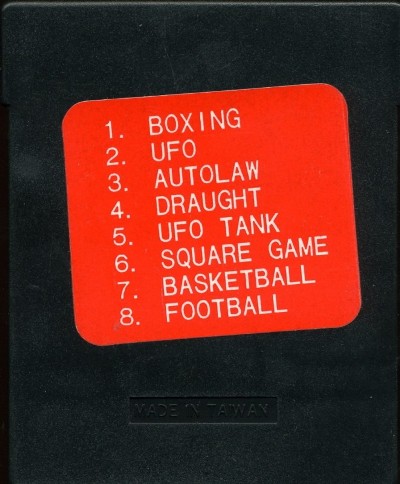 1. BOXING
2. UFO
3. AUTOLAW
4. DRAUGHT
5. UFO TANK
6. SQUARE GAME
7. BASKETBALL
8. FOOTBALL
MADE IN TAIWAN